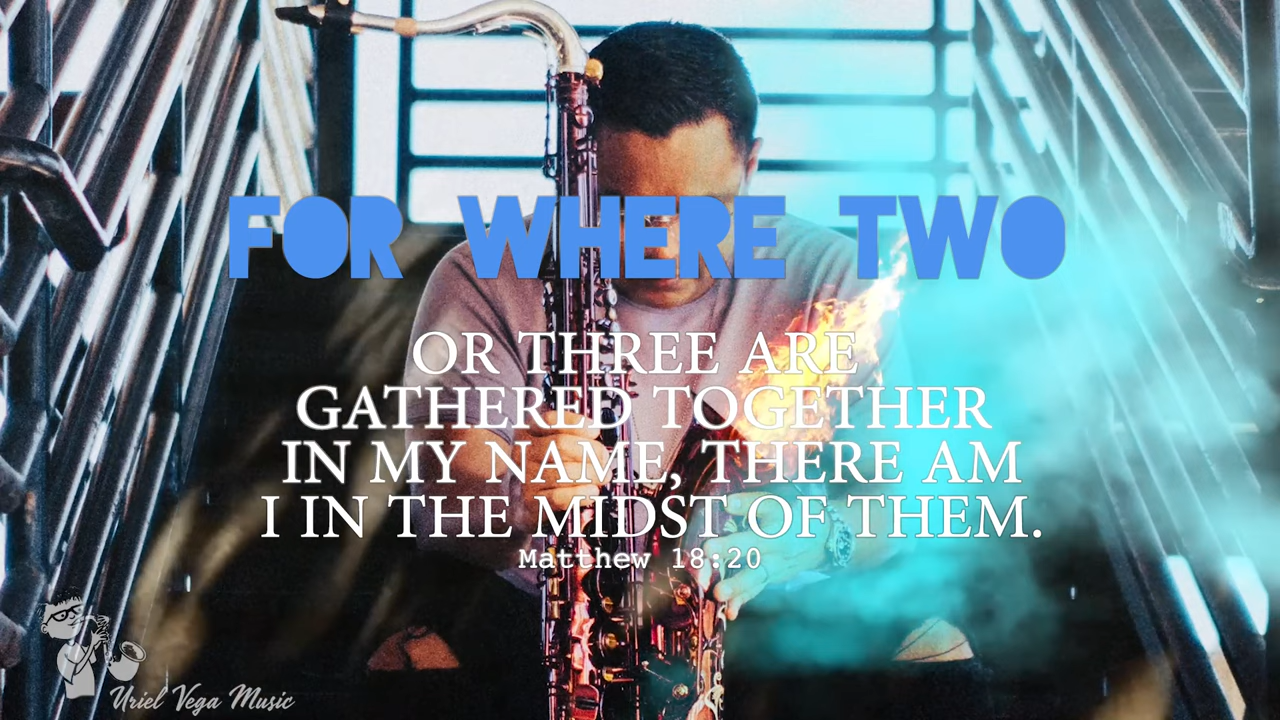 FOR WHERE TWO
OR THREE ARE
GATHERED TOGETHER
IN MY NAME, THERE AM
I IN THE MIDST OF THEM.
Matthew 18:20
Uriel Vega Music